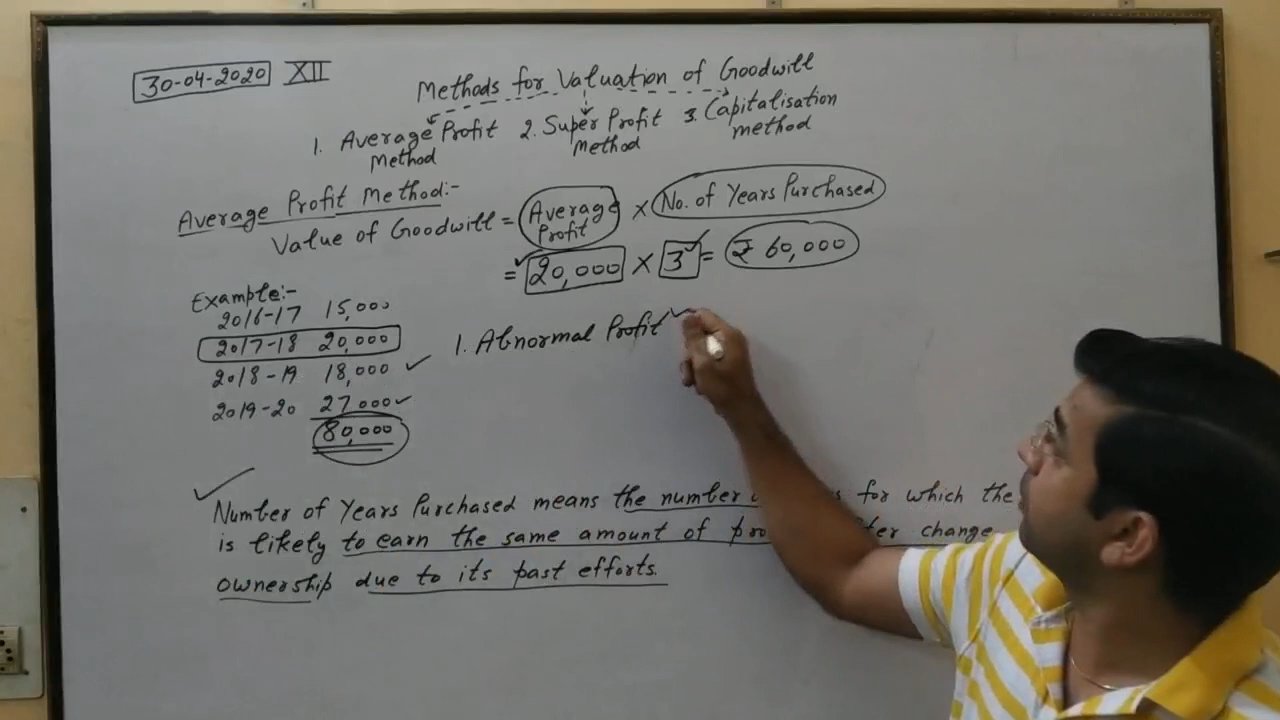 30-04-2020 XII
Methods for Valuation of Goodwill
1. Average Profit Method 2. Super Profit Method 3. Capitalisation method
Average Profit Method:-
Value of Goodwill = Average Profit × No. of Years Purchased
= 20,000 × 3 = ₹ 60,000
Example:-
2016-17 15,000
2017-18 20,000
2018-19 18,000
2019-20 27,000
80,000
1. Abnormal Profit
Number of Years Purchased means the number for which the
is likely to earn the same amount of change
ownership due to its past efforts.